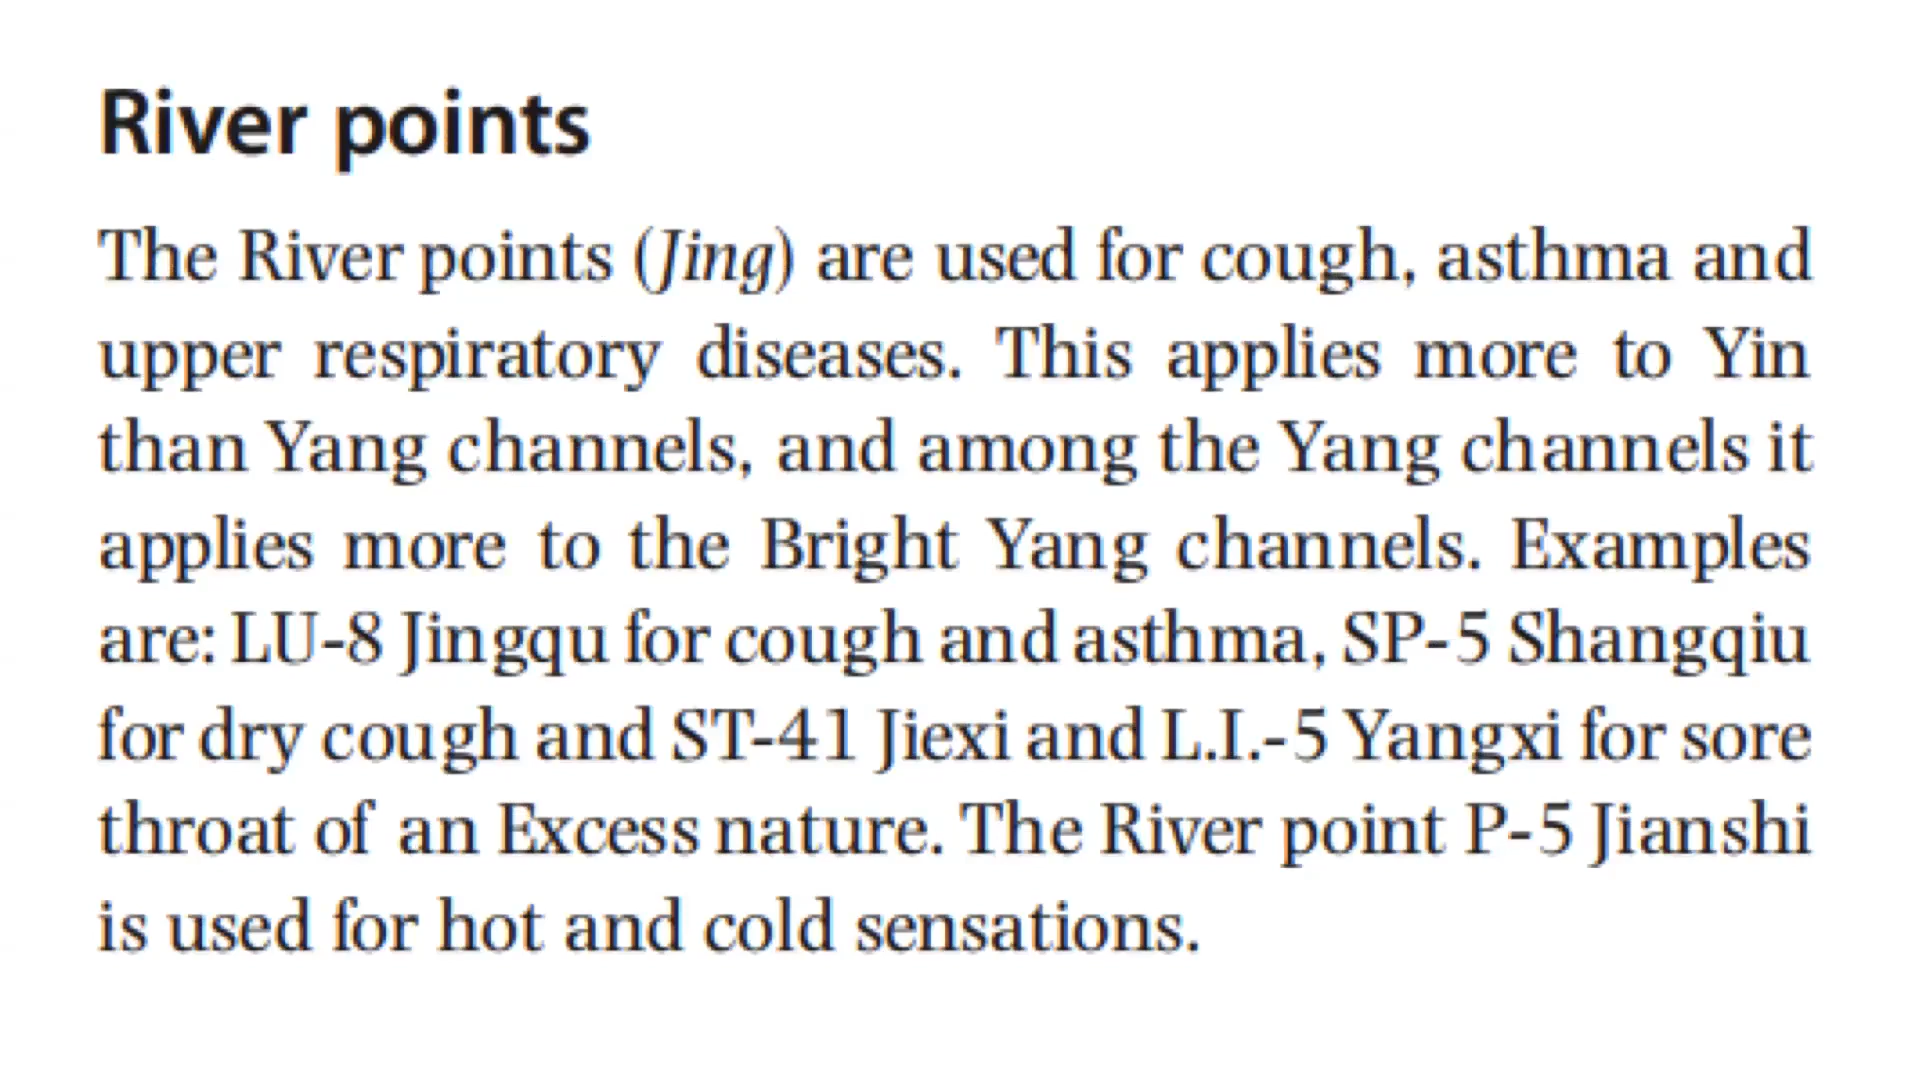 River points
The River points (Jing) are used for cough, asthma and
upper respiratory diseases. This applies more to Yin
than Yang channels, and among the Yang channels it
applies more to the Bright Yang channels. Examples
are: LU-8 Jingqu for cough and asthma, SP-5 Shangqiu
for dry cough and ST-41 Jiexi and L.I.-5 Yangxi for sore
throat of an Excess nature. The River point P-5 Jianshi
is used for hot and cold sensations.